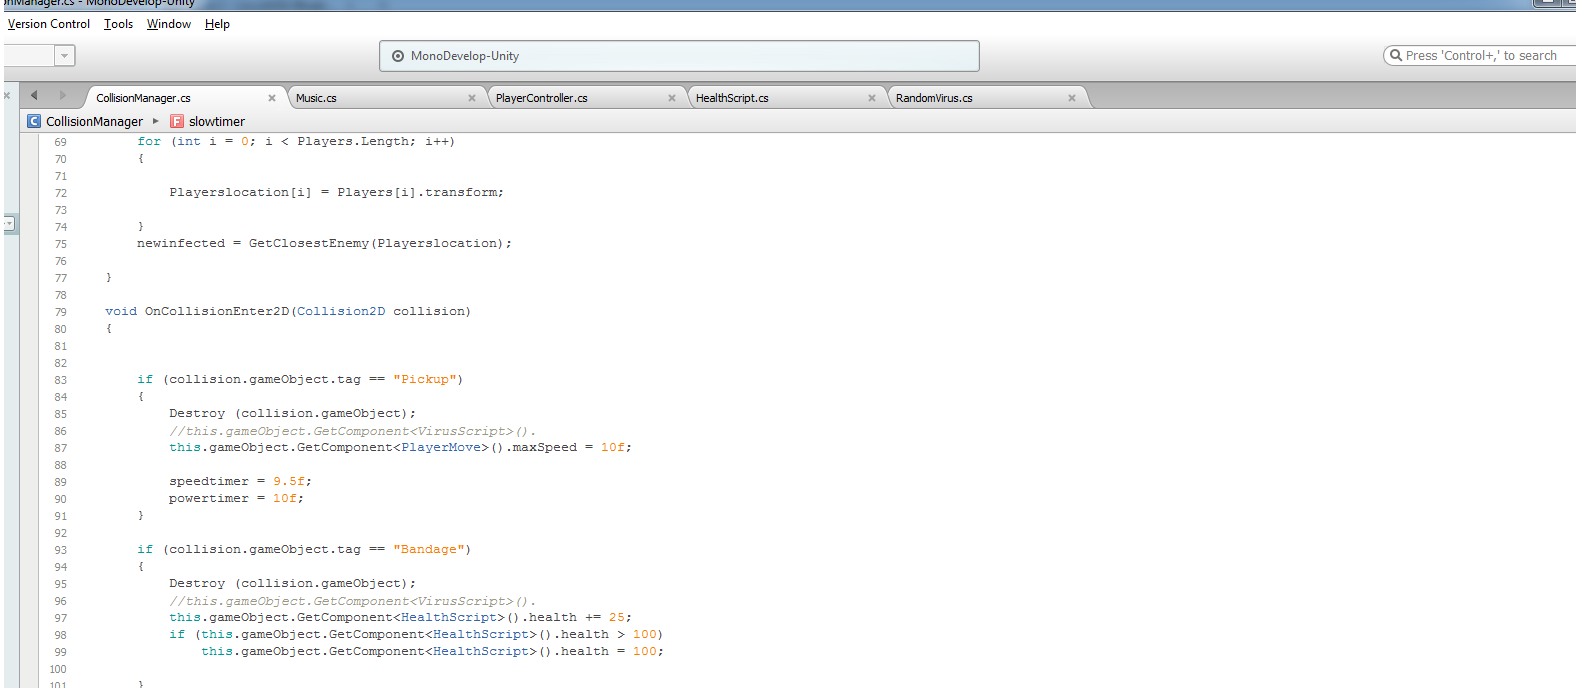 onManager.cs - MonoDevelop-Unity
Version Control Tools Window Help
MonoDevelop-Unity
Press 'Control+,' to search
CollisionManager.cs Music.cs PlayerController.cs HealthScript.cs RandomVirus.cs
CollisionManager slowtimer
69 for (int i = 0; i < Players.Length; i++)
70 {
71
72 Playerslocation[i] = Players[i].transform;
73
74 }
75 newinfected = GetClosestEnemy(Playerslocation);
76
77 }
78
79 void OnCollisionEnter2D(Collision2D collision)
80 {
81
82
83 if (collision.gameObject.tag == "Pickup")
84 {
85 Destroy (collision.gameObject);
86 //this.gameObject.GetComponent<VirusScript>().
87 this.gameObject.GetComponent<PlayerMove>().maxSpeed = 10f;
88
89 speedtimer = 9.5f;
90 powertimer = 10f;
91 }
92
93 if (collision.gameObject.tag == "Bandage")
94 {
95 Destroy (collision.gameObject);
96 //this.gameObject.GetComponent<VirusScript>().
97 this.gameObject.GetComponent<HealthScript>().health += 25;
98 if (this.gameObject.GetComponent<HealthScript>().health > 100)
99 this.gameObject.GetComponent<HealthScript>().health = 100;
100
101 }